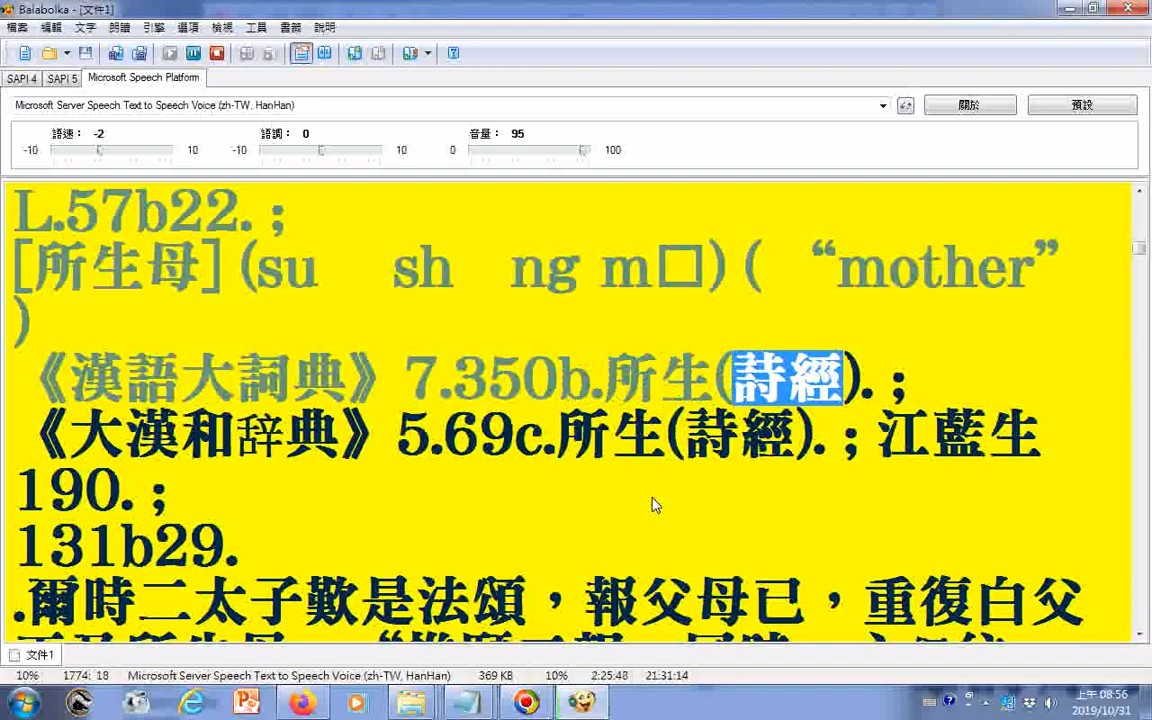 Balabolka - [文件1]
檔案 編輯 文字 朗讀 引擎 選項 檢視 工具 書籤 說明
SAPI 4 SAPI 5 Microsoft Speech Platform
Microsoft Server Speech Text to Speech Voice (zh-TW, HanHan) 關於 預設
語速： -2 語調： 0 音量： 95
-10 10 -10 10 0 100
L.57b22. ;
[所生母] (su sh ng m□) ( “mother”
)
《漢語大詞典》 7.350b.所生(詩經). ;
《大漢和辞典》 5.69c.所生(詩經). ; 江藍生
190. ;
131b29.
.爾時二太子歎是法頌，報父母已，重復白父
文件1
10% 1774: 18 Microsoft Server Speech Text to Speech Voice (zh-TW, HanHan) 369 KB 10% 2:25:48 21:31:14
上午 08:56
2019/10/31